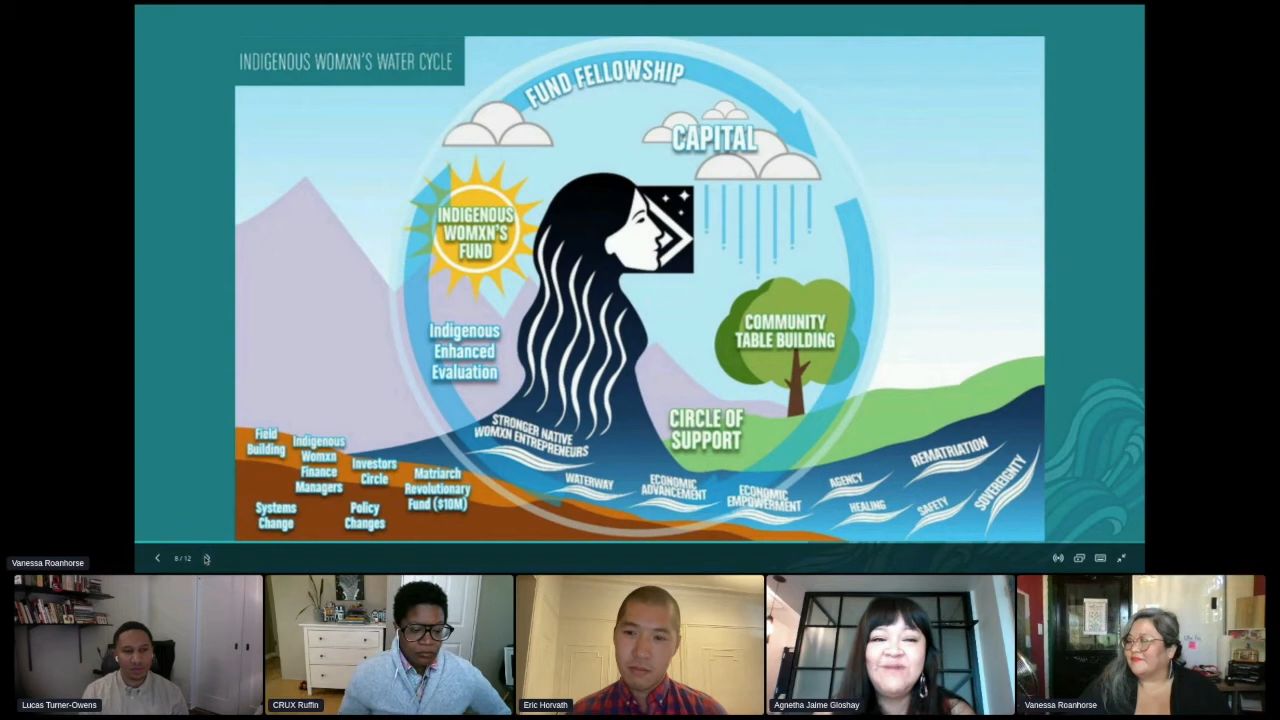 INDIGENOUS WOMXN'S WATER CYCLE
FUND FELLOWSHIP
CAPITAL
INDIGENOUS
WOMXN'S
FUND
COMMUNITY
TABLE BUILDING
Indigenous
Enhanced
Evaluation
CIRCLE OF
SUPPORT
STRONGER NATIVE
WOMXN ENTREPRENEURS
Field
Building
Indigenous
Womxn
Finance
Managers
Investors
Circle
Matriarch
Revolutionary
Fund ($10M)
Systems
Change
Policy
Changes
WATERWAY
ECONOMIC
ADVANCEMENT
ECONOMIC
EMPOWERMENT
AGENCY
HEALING
REMATRIATION
SAFETY
SOVEREIGNTY
8 / 12
Vanessa Roanhorse
Lucas Turner-Owens
CRUX Ruffin
Eric Horvath
Agnetha Jaime Gloshay
Vanessa Roanhorse